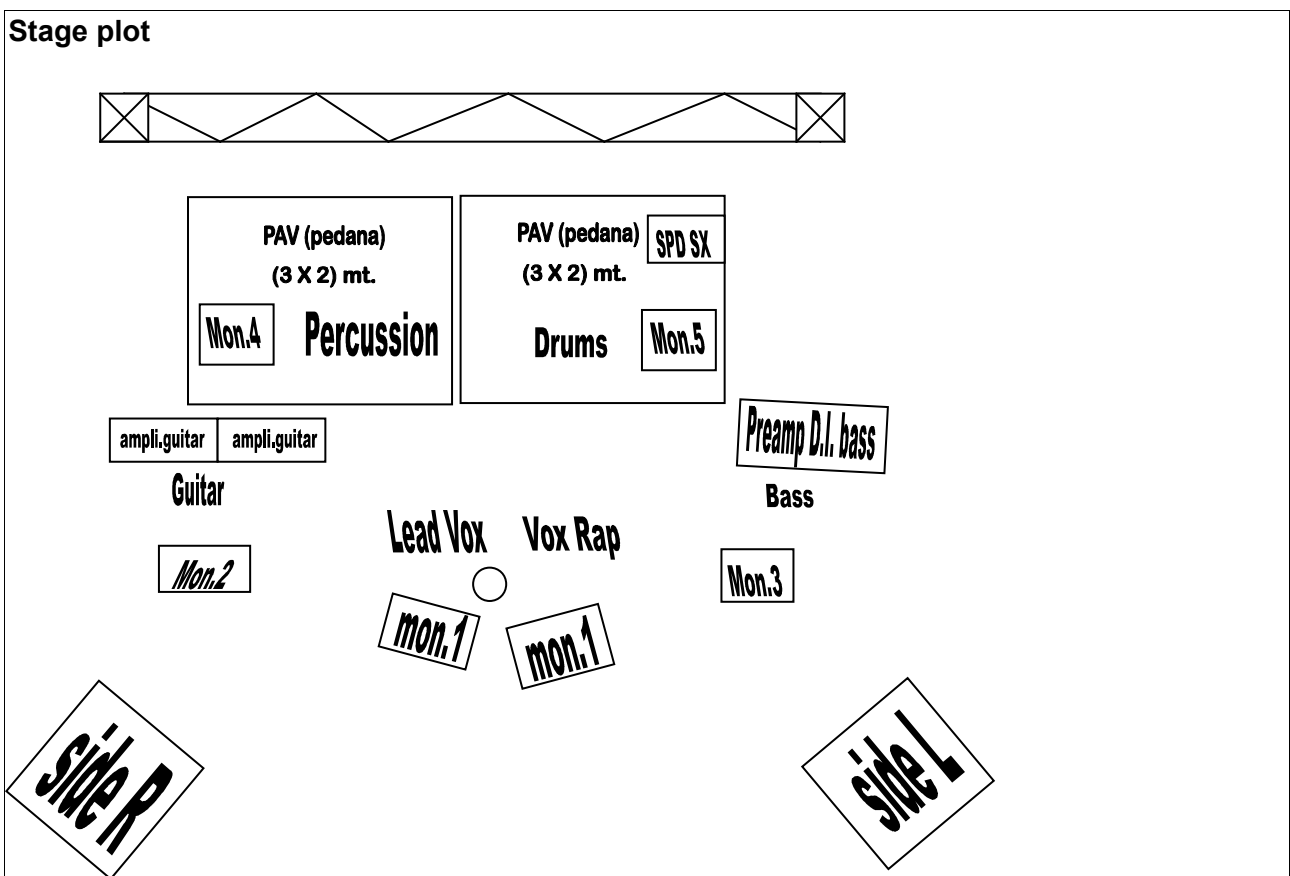 Stage plot
PAV (pedana)
(3 X 2) mt.
Mon.4
Percussion
PAV (pedana)
SPD SX
(3 X 2) mt.
Drums
Mon.5
ampli.guitar
ampli.guitar
Guitar
Preamp D.I. bass
Bass
Lead Vox
Vox Rap
Mon.2
Mon.3
mon.1
mon.1
side R
side L